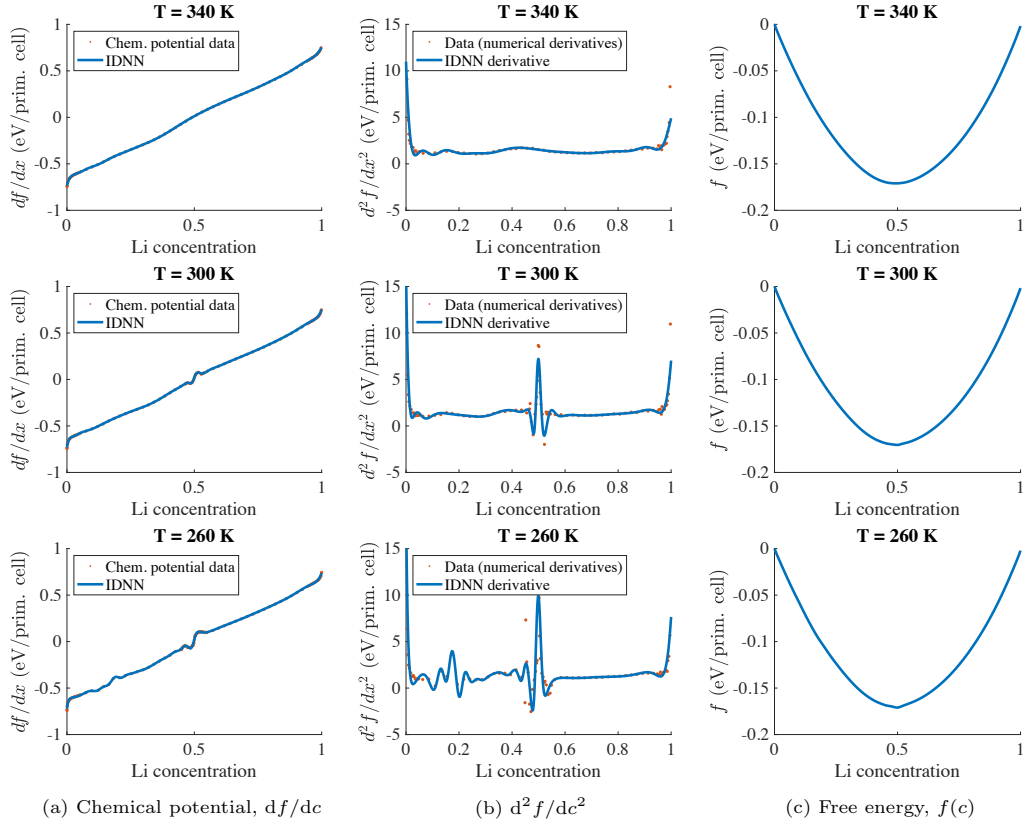 T = 340 K
df/dx (eV/prim. cell)
1
0.5
0
-0.5
-1
Chem. potential data
IDNN
0 0.5 1
Li concentration
T = 340 K
d²f/dx² (eV/prim. cell)
15
10
5
0
-5
Data (numerical derivatives)
IDNN derivative
0 0.2 0.4 0.6 0.8 1
Li concentration
T = 340 K
f (eV/prim. cell)
0
-0.05
-0.1
-0.15
-0.2
0 0.5 1
Li concentration
T = 300 K
df/dx (eV/prim. cell)
1
0.5
0
-0.5
-1
Chem. potential data
IDNN
0 0.5 1
Li concentration
T = 300 K
d²f/dx² (eV/prim. cell)
15
10
5
0
-5
Data (numerical derivatives)
IDNN derivative
0 0.2 0.4 0.6 0.8 1
Li concentration
T = 300 K
f (eV/prim. cell)
0
-0.05
-0.1
-0.15
-0.2
0 0.5 1
Li concentration
T = 260 K
df/dx (eV/prim. cell)
1
0.5
0
-0.5
-1
Chem. potential data
IDNN
0 0.5 1
Li concentration
T = 260 K
d²f/dx² (eV/prim. cell)
15
10
5
0
-5
Data (numerical derivatives)
IDNN derivative
0 0.2 0.4 0.6 0.8 1
Li concentration
T = 260 K
f (eV/prim. cell)
0
-0.05
-0.1
-0.15
-0.2
0 0.5 1
Li concentration
(a) Chemical potential, df/dc
(b) d²f/dc²
(c) Free energy, f(c)